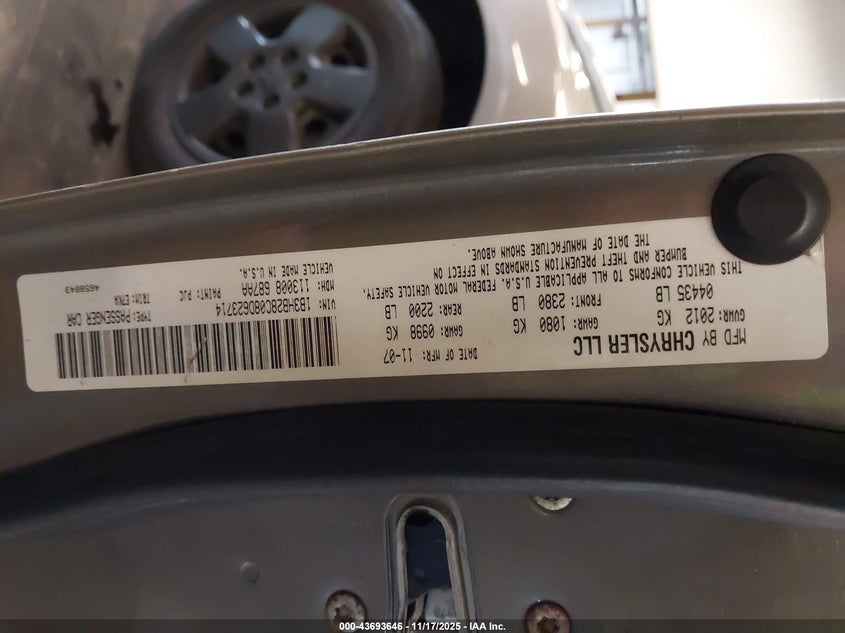 MFD BY CHRYSLER LLC
DATE OF MFR: 11-07
GVWR: 2012 KG
04435 LB
GAWR: 1080 KG
FRONT: 2380 LB
GAWR: 0998 KG
REAR: 2200 LB
THIS VEHICLE CONFORMS TO ALL APPLICABLE U.S.A. FEDERAL MOTOR VEHICLE SAFETY,
BUMPER AND THEFT PREVENTION STANDARDS IN EFFECT ON
THE DATE OF MANUFACTURE SHOWN ABOVE.
VIN: 1B3HB28C08D623714
TYPE: PASSENGER CAR
MDH: 113008 687AA
PAINT: PJC
TRIM: E7KA
VEHICLE MADE IN U.S.A.
4658843
000-43693646 - 11/17/2025 - IAA Inc.